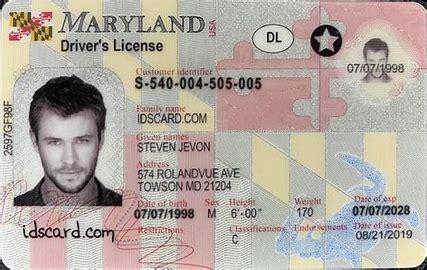 MARYLAND
USA
Driver's License
DL
Customer identifier
S-540-004-505-005
07/07/1998
Family name
IDSCARD.COM
Given names
STEVEN JEVON
Address
574 ROLANDVUE AVE
TOWSON MD 21204
2597GF98F
Date of birth
Sex
Height
Weight
Date of exp
07/07/1998
M
6'-00"
170
07/07/2028
Restrictions
Classifications
Date of issue
C
08/21/2019
idscard.com